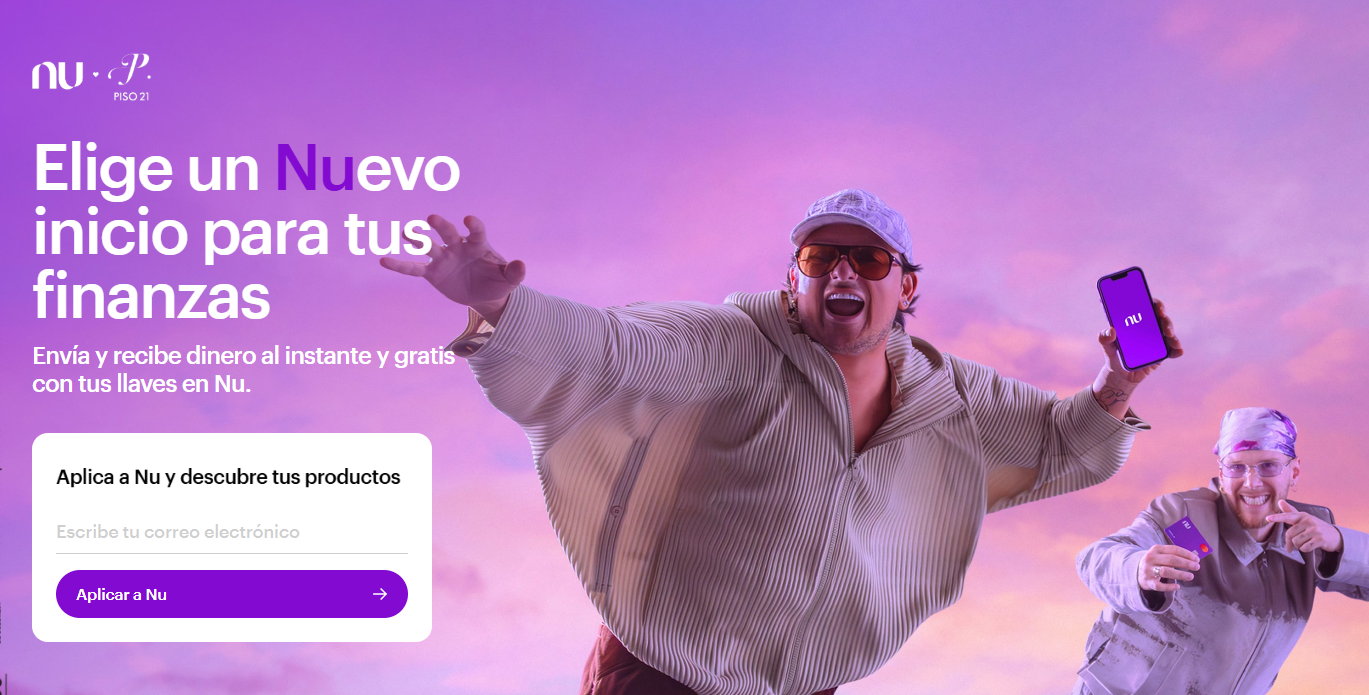 nu
P.
PISO 21
Elige un Nuevo
inicio para tus
finanzas
Envía y recibe dinero al instante y gratis
con tus llaves en Nu.
Aplica a Nu y descubre tus productos
Escribe tu correo electrónico
Aplicar a Nu
nu
nu